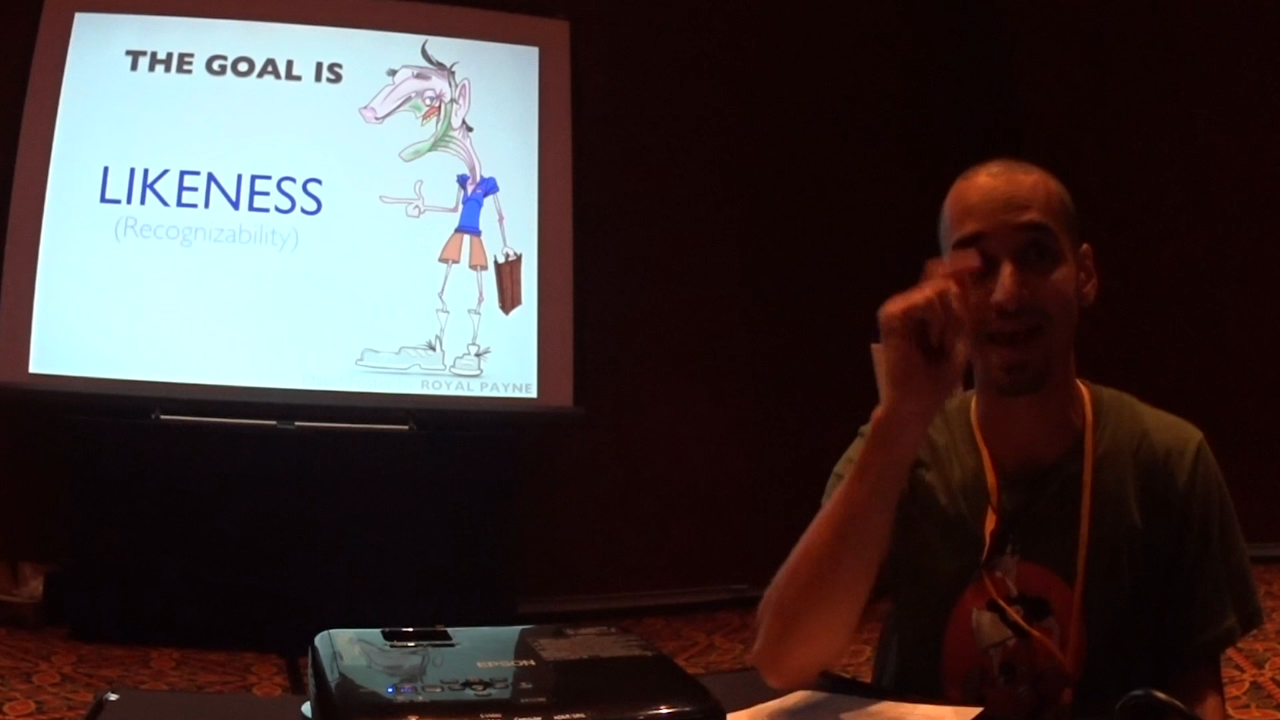 THE GOAL IS
LIKENESS
(Recognizability)
ROYAL PAYNE
EPSON